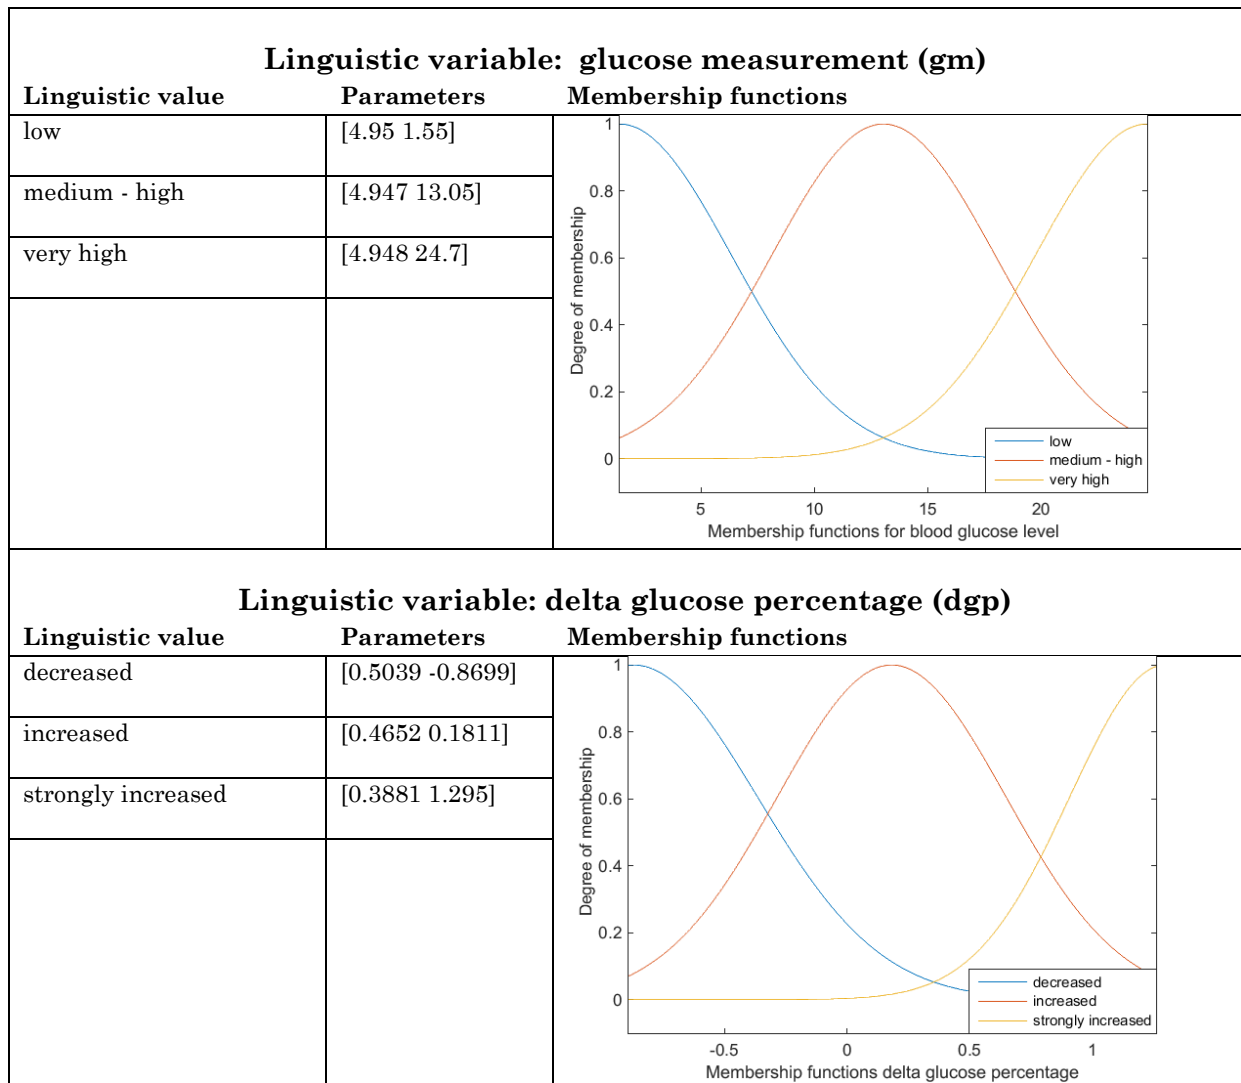 Linguistic variable: glucose measurement (gm)
Linguistic value Parameters Membership functions
low [4.95 1.55]
medium - high [4.947 13.05]
very high [4.948 24.7]
1
0.8
0.6
0.4
0.2
0
Degree of membership
low
medium - high
very high
5 10 15 20
Membership functions for blood glucose level
Linguistic variable: delta glucose percentage (dgp)
Linguistic value Parameters Membership functions
decreased [0.5039 -0.8699]
increased [0.4652 0.1811]
strongly increased [0.3881 1.295]
1
0.8
0.6
0.4
0.2
0
Degree of membership
decreased
increased
strongly increased
-0.5 0 0.5 1
Membership functions delta glucose percentage